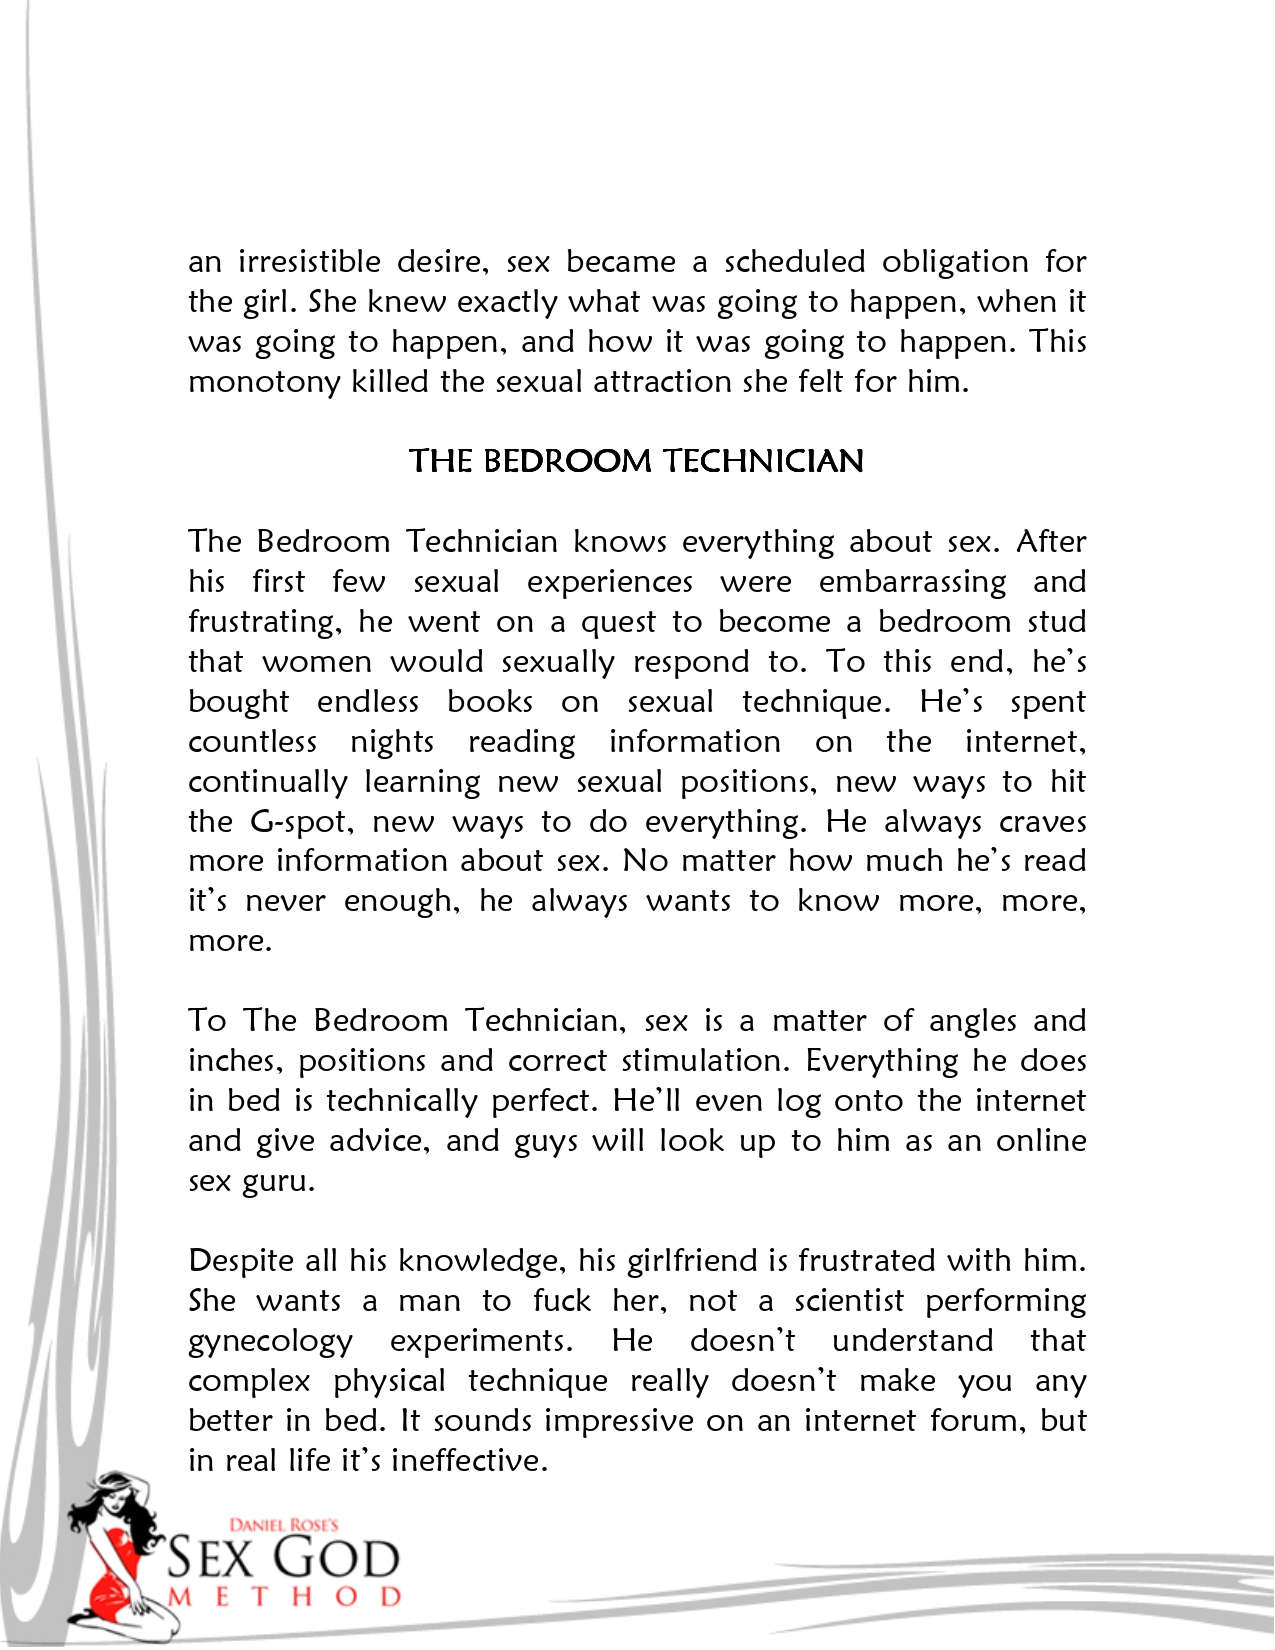 an irresistible desire, sex became a scheduled obligation for
the girl. She knew exactly what was going to happen, when it
was going to happen, and how it was going to happen. This
monotony killed the sexual attraction she felt for him.
THE BEDROOM TECHNICIAN
The Bedroom Technician knows everything about sex. After
his first few sexual experiences were embarrassing and
frustrating, he went on a quest to become a bedroom stud
that women would sexually respond to. To this end, he’s
bought endless books on sexual technique. He’s spent
countless nights reading information on the internet,
continually learning new sexual positions, new ways to hit
the G-spot, new ways to do everything. He always craves
more information about sex. No matter how much he’s read
it’s never enough, he always wants to know more, more,
more.
To The Bedroom Technician, sex is a matter of angles and
inches, positions and correct stimulation. Everything he does
in bed is technically perfect. He’ll even log onto the internet
and give advice, and guys will look up to him as an online
sex guru.
Despite all his knowledge, his girlfriend is frustrated with him.
She wants a man to fuck her, not a scientist performing
gynecology experiments. He doesn’t understand that
complex physical technique really doesn’t make you any
better in bed. It sounds impressive on an internet forum, but
in real life it’s ineffective.
DANIEL ROSE'S
SEX GOD
METHOD